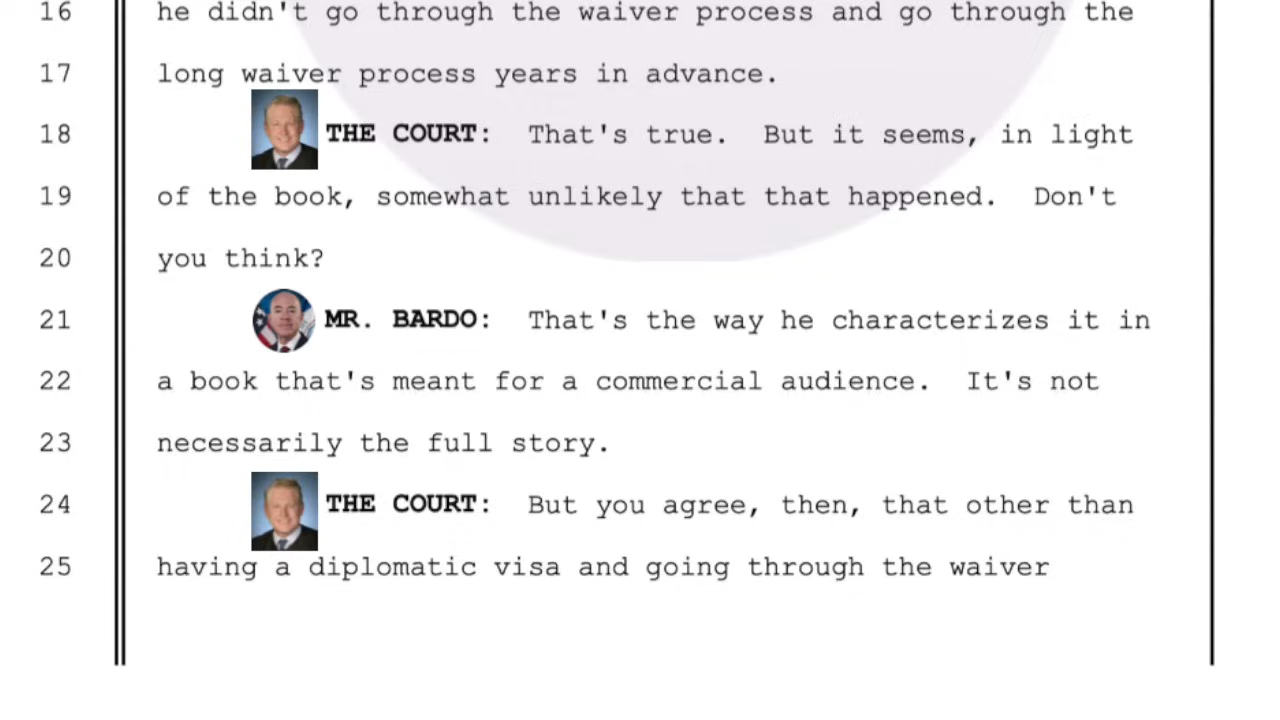 16 he didn't go through the waiver process and go through the
17 long waiver process years in advance.
18 THE COURT: That's true. But it seems, in light
19 of the book, somewhat unlikely that that happened. Don't
20 you think?
21 MR. BARDO: That's the way he characterizes it in
22 a book that's meant for a commercial audience. It's not
23 necessarily the full story.
24 THE COURT: But you agree, then, that other than
25 having a diplomatic visa and going through the waiver